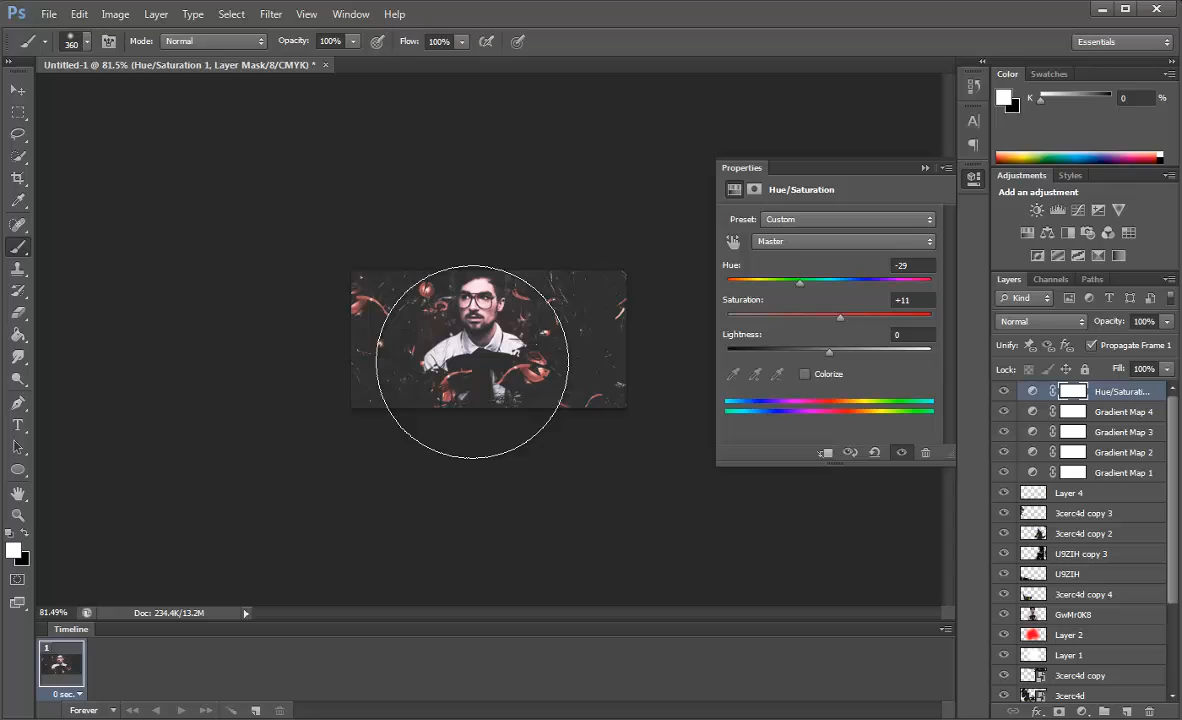 Ps File Edit Image Layer Type Select Filter View Window Help
360 Mode: Normal Opacity: 100% Flow: 100% Essentials
Untitled-1 @ 81.5% (Hue/Saturation 1, Layer Mask/8/CMYK) * ×
Color Swatches
K 0 %
Properties
Hue/Saturation
Preset: Custom
Master
Hue: -29
Saturation: +11
Lightness: 0
Colorize
Adjustments Styles
Add an adjustment
Layers Channels Paths
Kind
Normal Opacity: 100%
Unify: Propagate Frame 1
Lock: Fill: 100%
Hue/Saturati...
Gradient Map 4
Gradient Map 3
Gradient Map 2
Gradient Map 1
Layer 4
3cerc4d copy 3
3cerc4d copy 2
U9ZIH copy 3
U9ZIH
3cerc4d copy 4
GwMr0K8
Layer 2
Layer 1
3cerc4d copy
3cerc4d
fx
81.49% Doc: 234.4K/13.2M
Timeline
1
0 sec.
Forever